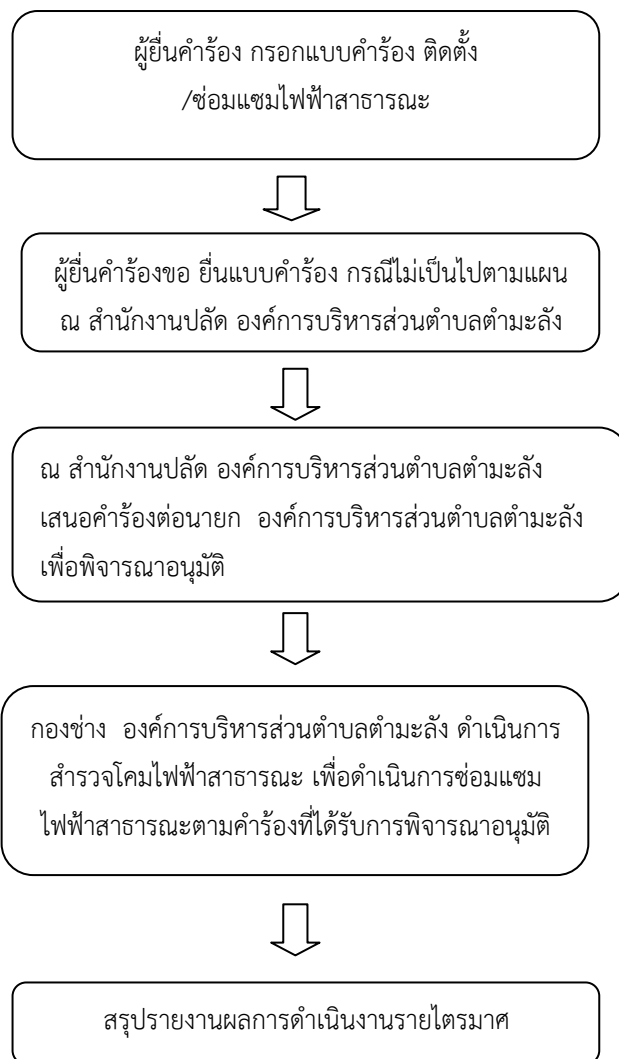 ผู้ยื่นคำร้อง กรอกแบบคำร้อง ติดตั้ง
/ซ่อมแซมไฟฟ้าสาธารณะ
ผู้ยื่นคำร้องขอ ยื่นแบบคำร้อง กรณีไม่เป็นไปตามแผน
ณ สำนักงานปลัด องค์การบริหารส่วนตำบลตำมะลัง
ณ สำนักงานปลัด องค์การบริหารส่วนตำบลตำมะลัง
เสนอคำร้องต่อนายก องค์การบริหารส่วนตำบลตำมะลัง
เพื่อพิจารณาอนุมัติ
กองช่าง องค์การบริหารส่วนตำบลตำมะลัง ดำเนินการ
สำรวจโคมไฟฟ้าสาธารณะ เพื่อดำเนินการซ่อมแซม
ไฟฟ้าสาธารณะตามคำร้องที่ได้รับการพิจารณาอนุมัติ
สรุปรายงานผลการดำเนินงานรายไตรมาศ